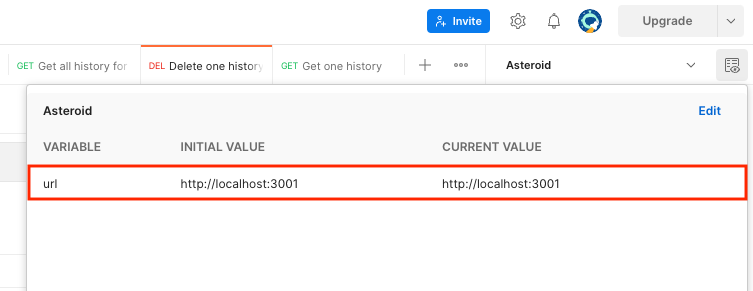 Invite
Upgrade
GET Get all history for
DEL Delete one history
GET Get one history
Asteroid
Asteroid
Edit
VARIABLE INITIAL VALUE CURRENT VALUE
url http://localhost:3001 http://localhost:3001